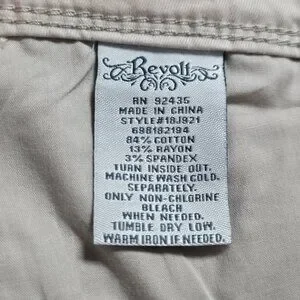 Revolt
RN 92435
MADE IN CHINA
STYLE#18J921
698182194
84% COTTON
13% RAYON
3% SPANDEX
TURN INSIDE OUT.
MACHINE WASH COLD.
SEPARATELY.
ONLY NON-CHLORINE
BLEACH
WHEN NEEDED.
TUMBLE DRY LOW.
WARM IRON IF NEEDED.